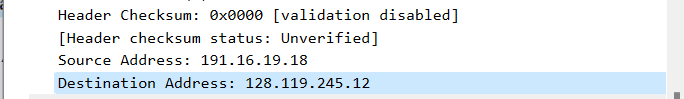 Header Checksum: 0x0000 [validation disabled]
[Header checksum status: Unverified]
Source Address: 191.16.19.18
Destination Address: 128.119.245.12